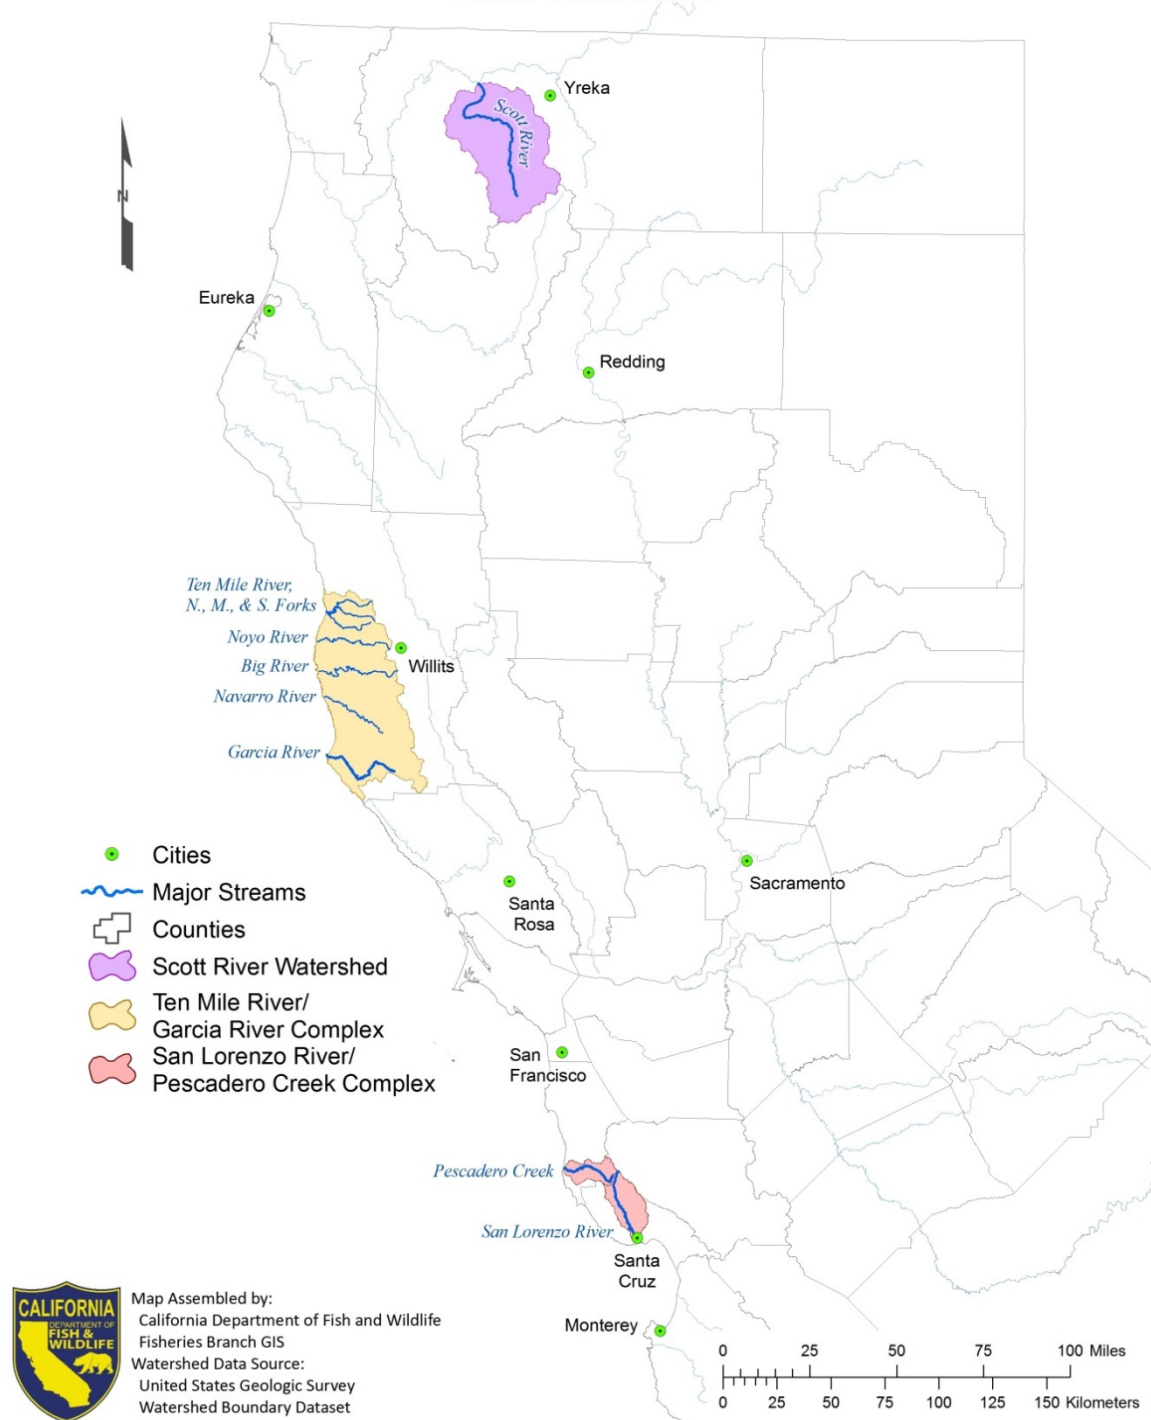 Yreka
Scott River
N
Eureka
Redding
Ten Mile River,
N., M., & S. Forks
Noyo River
Willits
Big River
Navarro River
Garcia River
Cities
Major Streams
Counties
Scott River Watershed
Ten Mile River/
Garcia River Complex
San Lorenzo River/
Pescadero Creek Complex
Sacramento
Santa
Rosa
San
Francisco
Pescadero Creek
San Lorenzo River
Santa
Cruz
Monterey
CALIFORNIA
DEPARTMENT OF
FISH &
WILDLIFE
Map Assembled by:
California Department of Fish and Wildlife
Fisheries Branch GIS
Watershed Data Source:
United States Geologic Survey
Watershed Boundary Dataset
0 25 50 75 100 Miles
0 25 50 75 100 125 150 Kilometers